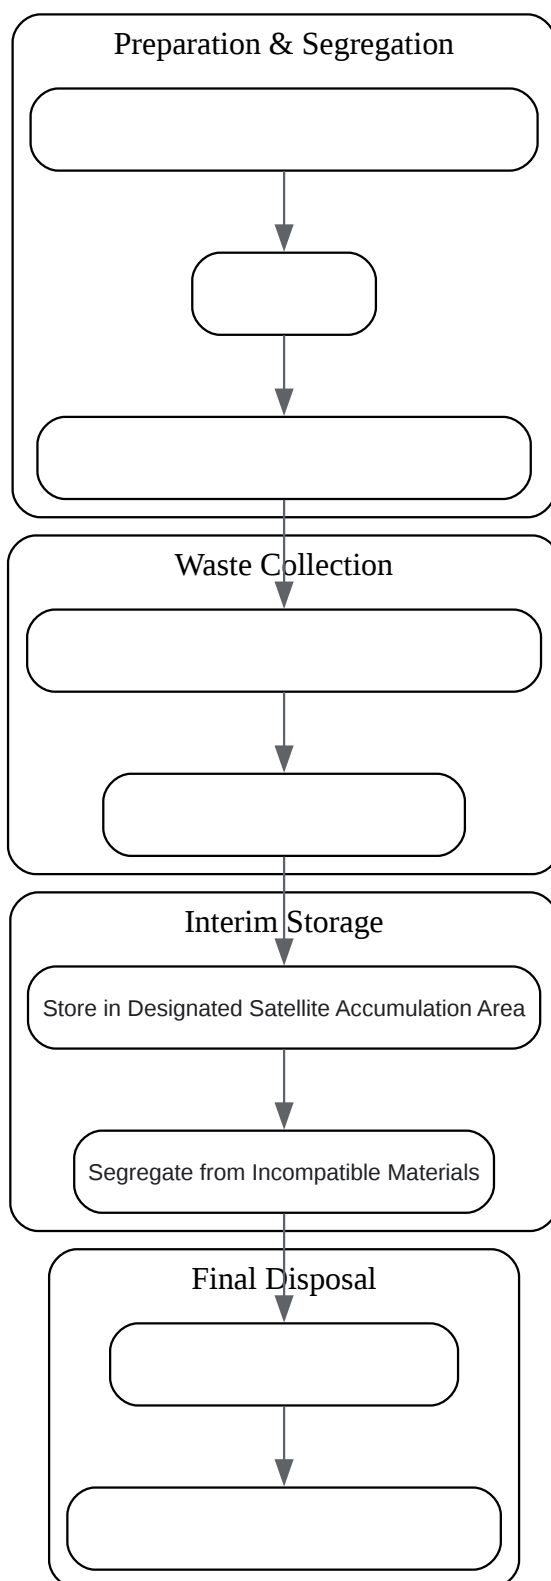 Preparation & Segregation
Waste Collection
Interim Storage
Store in Designated Satellite Accumulation Area
Segregate from Incompatible Materials
Final Disposal